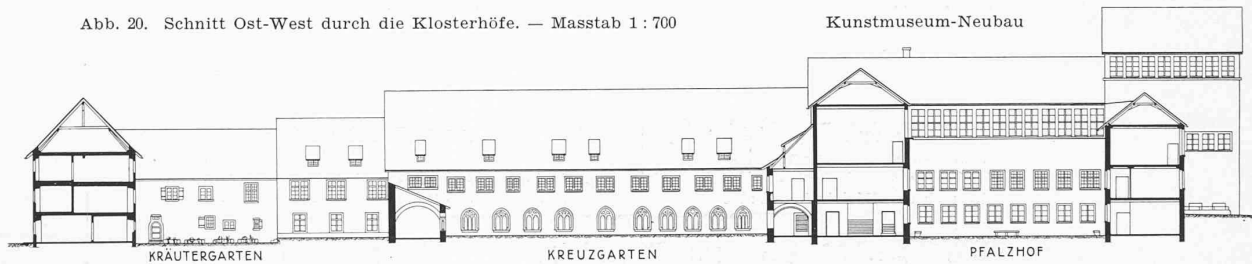 Abb. 20. Schnitt Ost-West durch die Klosterhöfe. — Masstab 1 : 700
Kunstmuseum-Neubau
KRÄUTERGARTEN
KREUZGARTEN
PFALZHOF